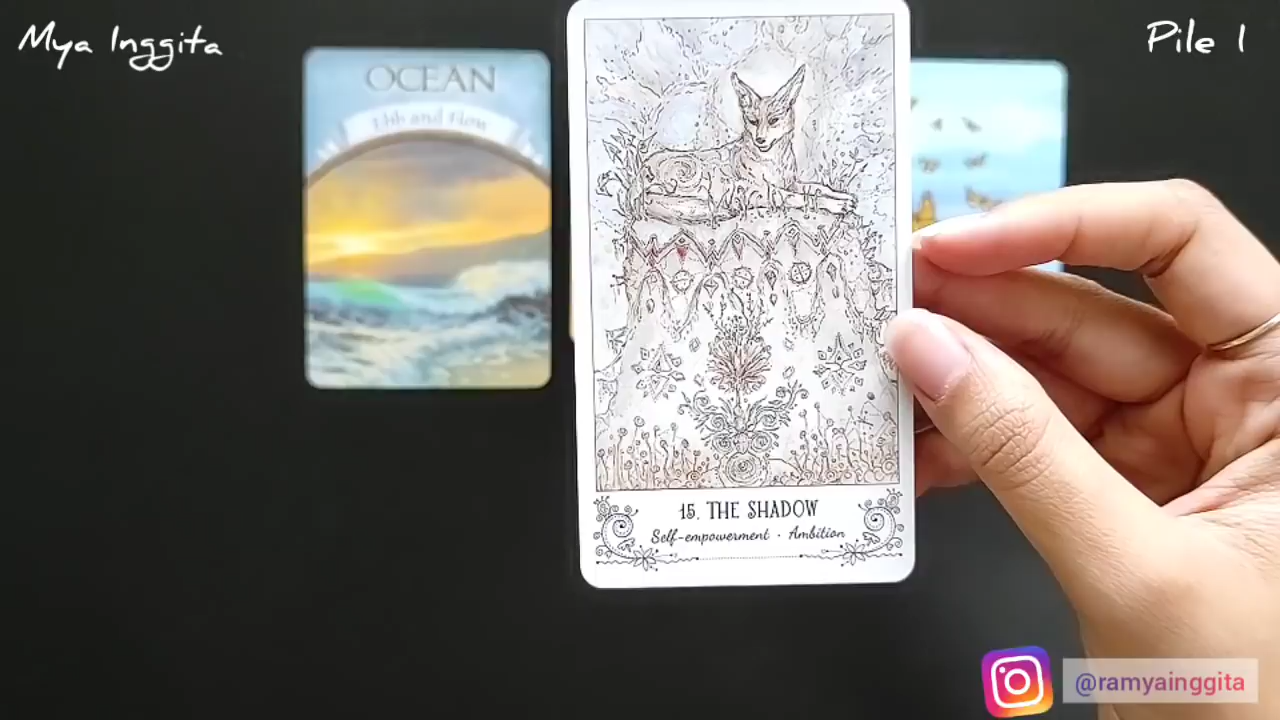 Mya Inggita
Pile 1
OCEAN
Ebb and Flow
15. THE SHADOW
Self-empowerment · Ambition
@ramyainggita